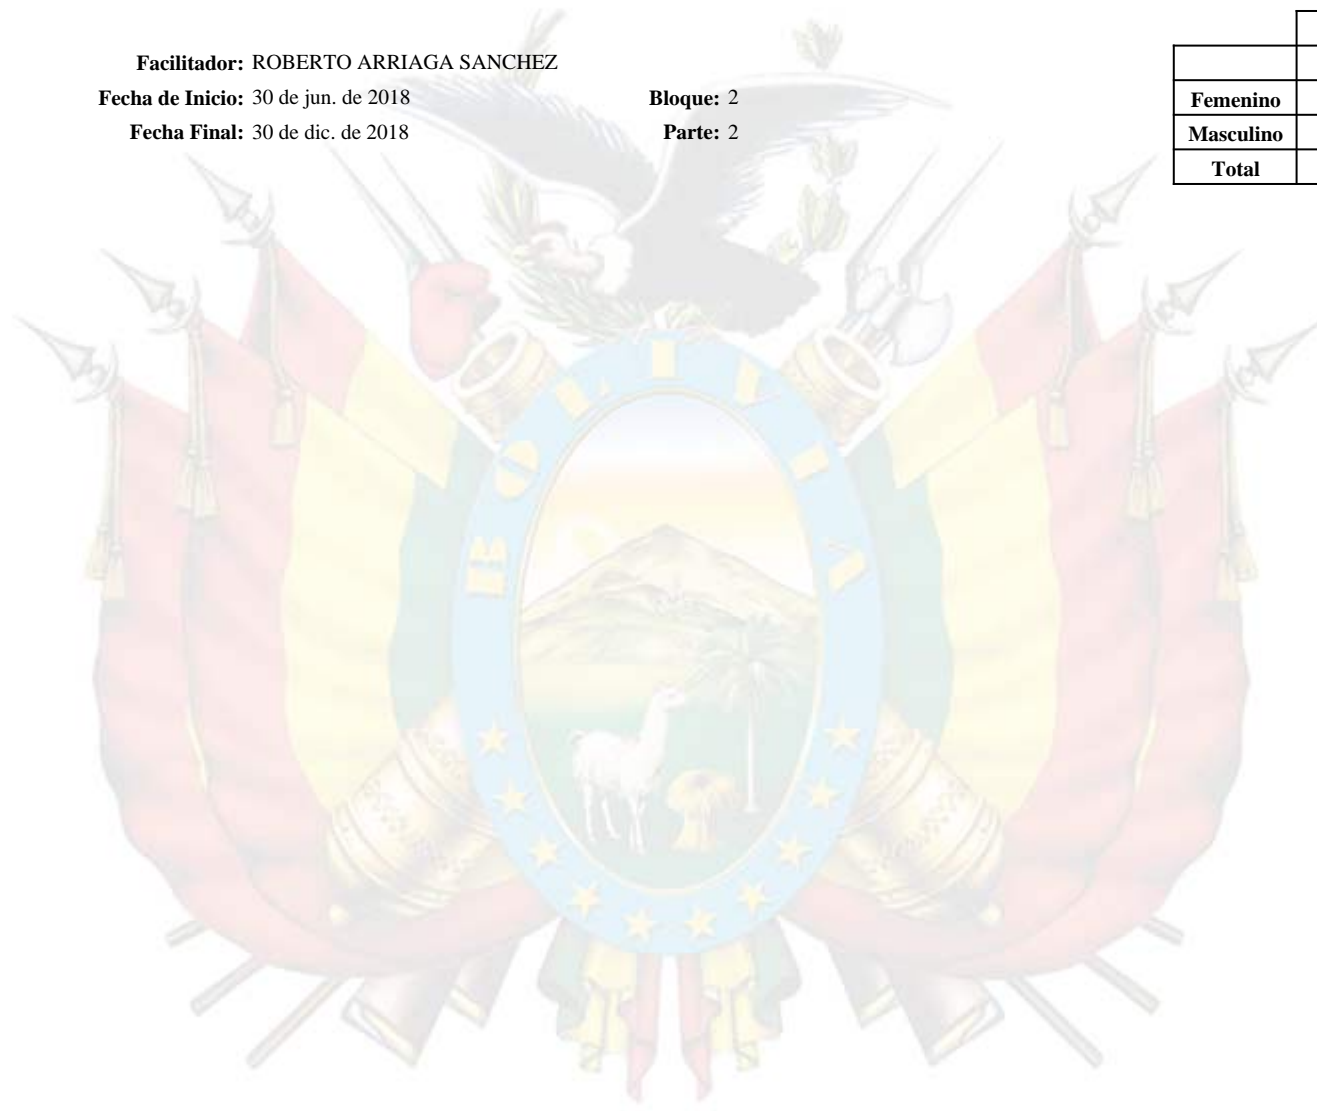 Facilitador: ROBERTO ARRIAGA SANCHEZ
Fecha de Inicio: 30 de jun. de 2018 Bloque: 2
Fecha Final: 30 de dic. de 2018 Parte: 2
Femenino
Masculino
Total
BOLIVIA